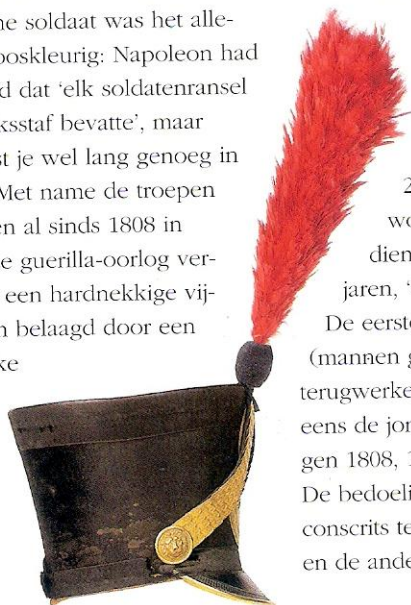 ne soldaat was het alle-
ooskleurig: Napoleon had
d dat ‘elk soldatenransel
ksstaf bevatte’, maar
st je wel lang genoeg in
Met name de troepen
en al sinds 1808 in
e guerilla-oorlog ver-
een hardnekkige vij-
n belaagd door een
ke
2
wo
dien
jaren, ‘
De eerste
(mannen g
terugwerke
eens de jon
gen 1808, 1
De bedoeli
conscrits te
en de ande